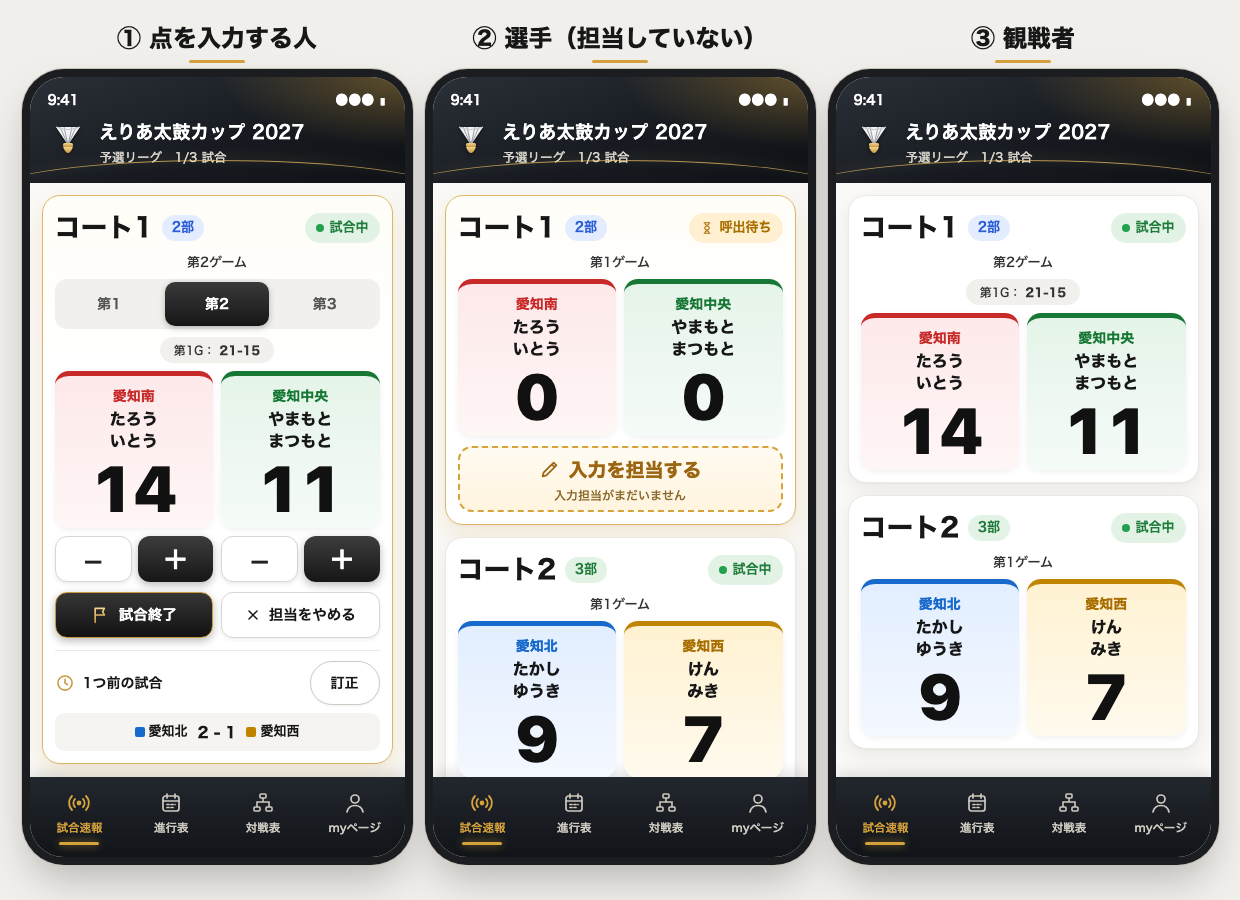 ① 点を入力する人
9:41
えりあ太鼓カップ 2027
予選リーグ 1/3 試合
コート1 2部 試合中
第2ゲーム
第1 第2 第3
第1G： 21-15
愛知南 愛知中央
たろう やまもと
いとう まつもと
14 11
− + − +
試合終了 × 担当をやめる
1つ前の試合 訂正
愛知北 2 - 1 愛知西
試合速報 進行表 対戦表 myページ
② 選手（担当していない）
9:41
えりあ太鼓カップ 2027
予選リーグ 1/3 試合
コート1 2部 呼出待ち
第1ゲーム
愛知南 愛知中央
たろう やまもと
いとう まつもと
0 0
入力を担当する
入力担当がまだいません
コート2 3部 試合中
第1ゲーム
愛知北 愛知西
たかし けん
ゆうき みき
9 7
試合速報 進行表 対戦表 myページ
③ 観戦者
9:41
えりあ太鼓カップ 2027
予選リーグ 1/3 試合
コート1 2部 試合中
第2ゲーム
第1G： 21-15
愛知南 愛知中央
たろう やまもと
いとう まつもと
14 11
コート2 3部 試合中
第1ゲーム
愛知北 愛知西
たかし けん
ゆうき みき
9 7
試合速報 進行表 対戦表 myページ